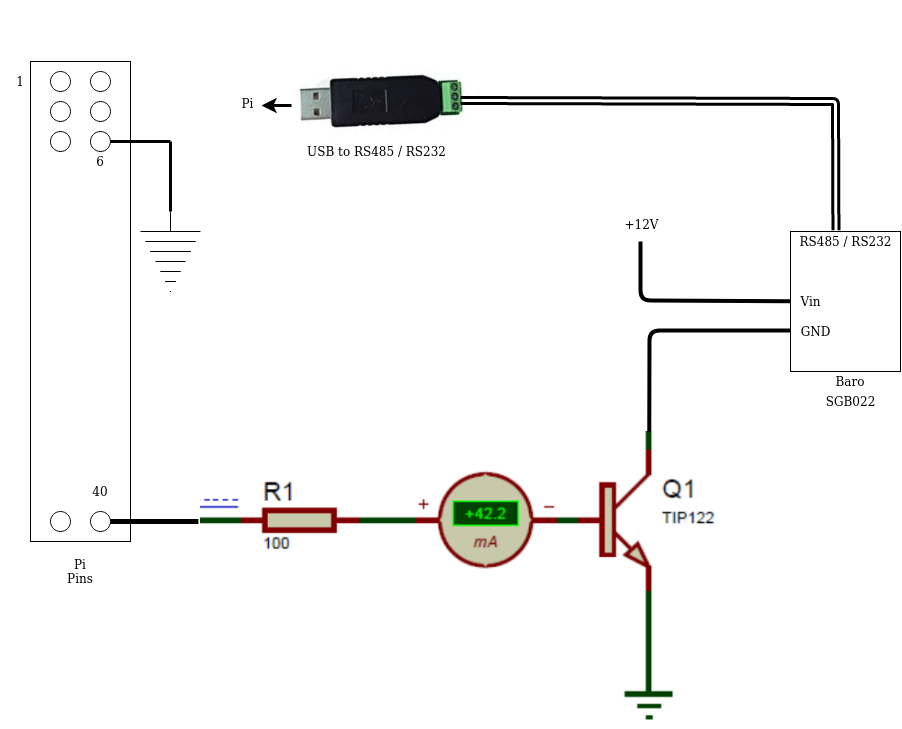 1
6
Pi
USB to RS485 / RS232
+12V
RS485 / RS232
Vin
GND
Baro
SGB022
40
R1
100
+
+42.2
mA
−
Q1
TIP122
Pi
Pins